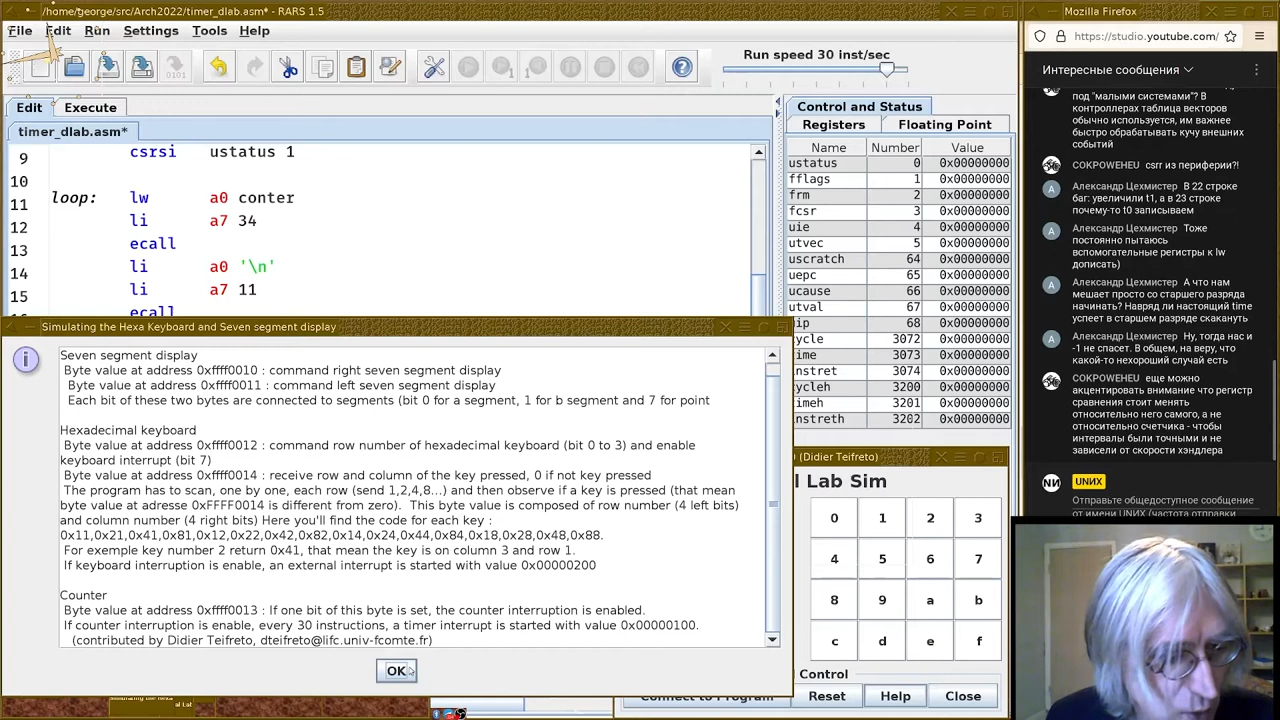 /home/george/src/Arch2022/timer_dlab.asm* - RARS 1.5
File Edit Run Settings Tools Help
Run speed 30 inst/sec
Edit Execute
timer_dlab.asm*
9 csrsi ustatus 1
10
11 loop: lw a0 conter
12 li a7 34
13 ecall
14 li a0 '\n'
15 li a7 11
ecall
Control and Status
Registers Floating Point
Name Number Value
ustatus 0 0x00000000
fflags 1 0x00000000
frm 2 0x00000000
fcsr 3 0x00000000
uie 4 0x00000000
utvec 5 0x00000000
uscratch 64 0x00000000
uepc 65 0x00000000
ucause 66 0x00000000
utval 67 0x00000000
uip 68 0x00000000
ycle 3072 0x00000000
ime 3073 0x00000000
nstret 3074 0x00000000
ycleh 3200 0x00000000
imeh 3201 0x00000000
nstreth 3202 0x00000000
Simulating the Hexa Keyboard and Seven segment display
Seven segment display
Byte value at address 0xffff0010 : command right seven segment display
Byte value at address 0xffff0011 : command left seven segment display
Each bit of these two bytes are connected to segments (bit 0 for a segment, 1 for b segment and 7 for point
Hexadecimal keyboard
Byte value at address 0xffff0012 : command row number of hexadecimal keyboard (bit 0 to 3) and enable
keyboard interrupt (bit 7)
Byte value at address 0xffff0014 : receive row and column of the key pressed, 0 if not key pressed
The program has to scan, one by one, each row (send 1,2,4,8...) and then observe if a key is pressed (that mean
byte value at adresse 0xFFFF0014 is different from zero). This byte value is composed of row number (4 left bits)
and column number (4 right bits) Here you'll find the code for each key :
0x11,0x21,0x41,0x81,0x12,0x22,0x42,0x82,0x14,0x24,0x44,0x84,0x18,0x28,0x48,0x88.
For exemple key number 2 return 0x41, that mean the key is on column 3 and row 1.
If keyboard interruption is enable, an external interrupt is started with value 0x00000200
Counter
Byte value at address 0xffff0013 : If one bit of this byte is set, the counter interruption is enabled.
If counter interruption is enable, every 30 instructions, a timer interrupt is started with value 0x00000100.
(contributed by Didier Teifreto, dteifreto@lifc.univ-fcomte.fr)
OK
(Didier Teifreto)
l Lab Sim
0 1 2 3
4 5 6 7
8 9 a b
c d e f
Control
Connect to Program Reset Help Close
Mozilla Firefox
https://studio.youtube.com/
Интересные сообщения
под "малыми системами"? В
контроллерах таблица векторов
обычно используется, им важнее
быстро обрабатывать кучу внешних
событий
COKPOWEHEU csrr из периферии?!
Александр Цехмистер В 22 строке
баг: увеличили t1, а в 23 строке
почему-то t0 записываем
Александр Цехмистер Тоже
постоянно пытаюсь
вспомогательные регистры к lw
дописать)
Александр Цехмистер А что нам
мешает просто со старшего разряда
начинать? Навряд ли настоящий time
успеет в старшем разряде скакануть
Александр Цехмистер Ну, тогда нас и
-1 не спасет. В общем, на веру, что
какой-то нехороший случай есть
COKPOWEHEU еще можно
акцентировать внимание что регистр
сравнения стоит менять
относительно него самого, а не
относительно счетчика - чтобы
интервалы были точными и не
зависели от скорости хэндлера
UNИX
Отправьте общедоступное сообщение
от имени UNИX (частота отправки